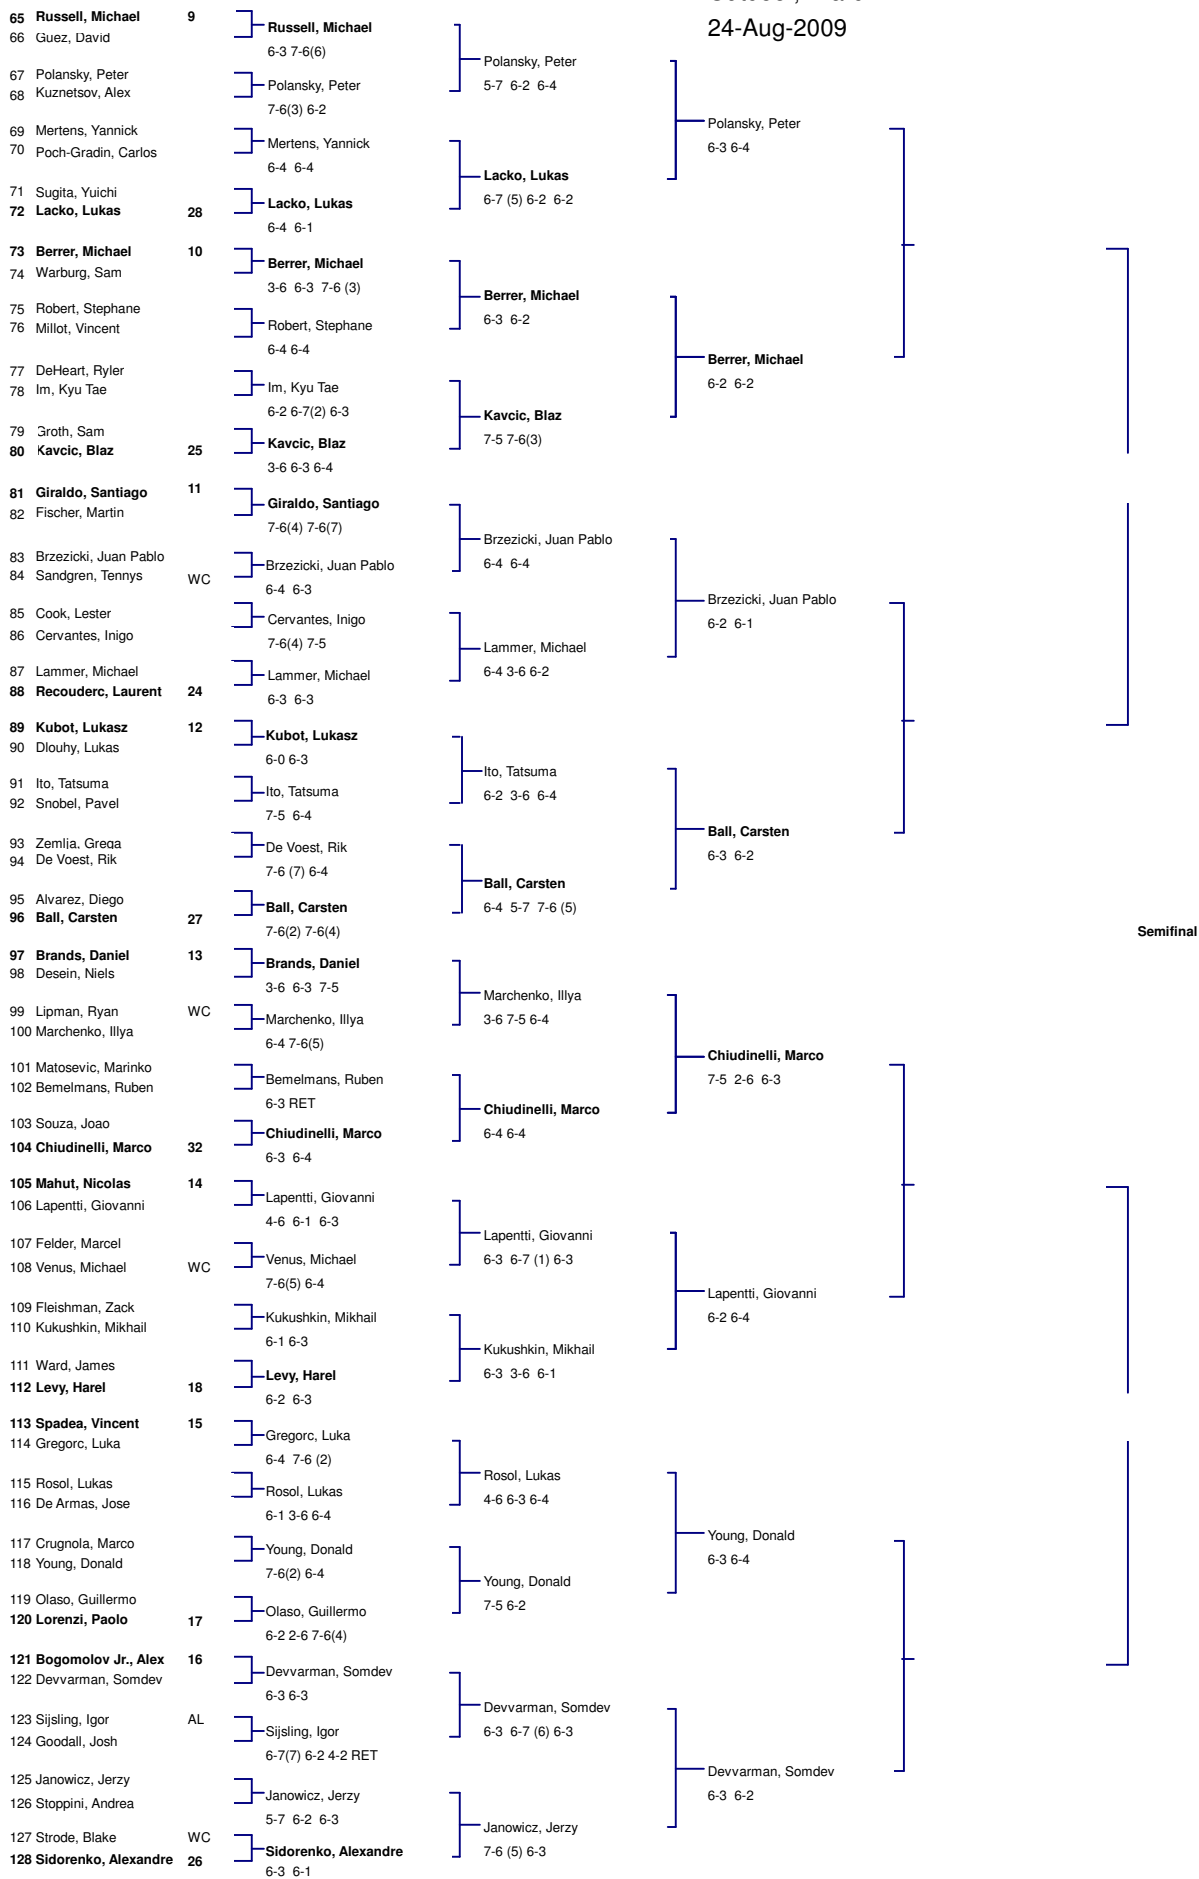 24-Aug-2009
65 Russell, Michael 9
66 Guez, David
67 Polansky, Peter
68 Kuznetsov, Alex
69 Mertens, Yannick
70 Poch-Gradin, Carlos
71 Sugita, Yuichi
72 Lacko, Lukas 28
73 Berrer, Michael 10
74 Warburg, Sam
75 Robert, Stephane
76 Millot, Vincent
77 DeHeart, Ryler
78 Im, Kyu Tae
79 Groth, Sam
80 Kavcic, Blaz 25
81 Giraldo, Santiago 11
82 Fischer, Martin
83 Brzezicki, Juan Pablo
84 Sandgren, Tennys WC
85 Cook, Lester
86 Cervantes, Inigo
87 Lammer, Michael
88 Recouderc, Laurent 24
89 Kubot, Lukasz 12
90 Dlouhy, Lukas
91 Ito, Tatsuma
92 Snobel, Pavel
93 Zemlja, Grega
94 De Voest, Rik
95 Alvarez, Diego
96 Ball, Carsten 27
97 Brands, Daniel 13
98 Desein, Niels
99 Lipman, Ryan WC
100 Marchenko, Illya
101 Matosevic, Marinko
102 Bemelmans, Ruben
103 Souza, Joao
104 Chiudinelli, Marco 32
105 Mahut, Nicolas 14
106 Lapentti, Giovanni
107 Felder, Marcel
108 Venus, Michael WC
109 Fleishman, Zack
110 Kukushkin, Mikhail
111 Ward, James
112 Levy, Harel 18
113 Spadea, Vincent 15
114 Gregorc, Luka
115 Rosol, Lukas
116 De Armas, Jose
117 Crugnola, Marco
118 Young, Donald
119 Olaso, Guillermo
120 Lorenzi, Paolo 17
121 Bogomolov Jr., Alex 16
122 Devvarman, Somdev
123 Sijsling, Igor AL
124 Goodall, Josh
125 Janowicz, Jerzy
126 Stoppini, Andrea
127 Strode, Blake WC
128 Sidorenko, Alexandre 26
Russell, Michael
6-3 7-6(6)
Polansky, Peter
7-6(3) 6-2
Mertens, Yannick
6-4 6-4
Lacko, Lukas
6-4 6-1
Berrer, Michael
3-6 6-3 7-6 (3)
Robert, Stephane
6-4 6-4
Im, Kyu Tae
6-2 6-7(2) 6-3
Kavcic, Blaz
3-6 6-3 6-4
Giraldo, Santiago
7-6(4) 7-6(7)
Brzezicki, Juan Pablo
6-4 6-3
Cervantes, Inigo
7-6(4) 7-5
Lammer, Michael
6-3 6-3
Kubot, Lukasz
6-0 6-3
Ito, Tatsuma
7-5 6-4
De Voest, Rik
7-6 (7) 6-4
Ball, Carsten
7-6(2) 7-6(4)
Brands, Daniel
3-6 6-3 7-5
Marchenko, Illya
6-4 7-6(5)
Bemelmans, Ruben
6-3 RET
Chiudinelli, Marco
6-3 6-4
Lapentti, Giovanni
4-6 6-1 6-3
Venus, Michael
7-6(5) 6-4
Kukushkin, Mikhail
6-1 6-3
Levy, Harel
6-2 6-3
Gregorc, Luka
6-4 7-6 (2)
Rosol, Lukas
6-1 3-6 6-4
Young, Donald
7-6(2) 6-4
Olaso, Guillermo
6-2 2-6 7-6(4)
Devvarman, Somdev
6-3 6-3
Sijsling, Igor
6-7(7) 6-2 4-2 RET
Janowicz, Jerzy
5-7 6-2 6-3
Sidorenko, Alexandre
6-3 6-1
Polansky, Peter
5-7 6-2 6-4
Lacko, Lukas
6-7 (5) 6-2 6-2
Berrer, Michael
6-3 6-2
Kavcic, Blaz
7-5 7-6(3)
Brzezicki, Juan Pablo
6-4 6-4
Lammer, Michael
6-4 3-6 6-2
Ito, Tatsuma
6-2 3-6 6-4
Ball, Carsten
6-4 5-7 7-6 (5)
Marchenko, Illya
3-6 7-5 6-4
Chiudinelli, Marco
6-4 6-4
Lapentti, Giovanni
6-3 6-7 (1) 6-3
Kukushkin, Mikhail
6-3 3-6 6-1
Rosol, Lukas
4-6 6-3 6-4
Young, Donald
7-5 6-2
Devvarman, Somdev
6-3 6-7 (6) 6-3
Janowicz, Jerzy
7-6 (5) 6-3
Polansky, Peter
6-3 6-4
Berrer, Michael
6-2 6-2
Brzezicki, Juan Pablo
6-2 6-1
Ball, Carsten
6-3 6-2
Chiudinelli, Marco
7-5 2-6 6-3
Lapentti, Giovanni
6-2 6-4
Young, Donald
6-3 6-4
Devvarman, Somdev
6-3 6-2
Semifinal